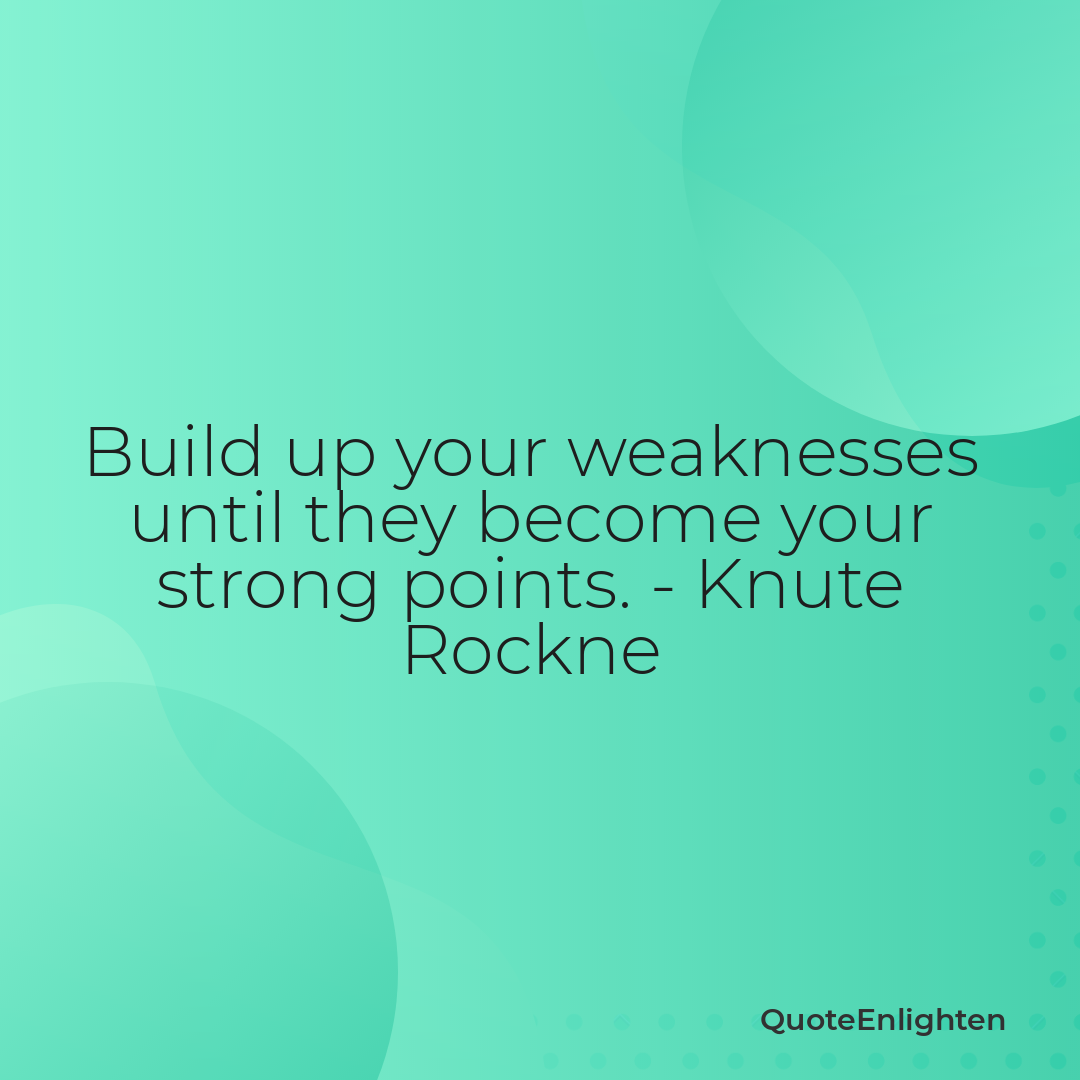 Build up your weaknesses
until they become your
strong points. - Knute
Rockne
QuoteEnlighten